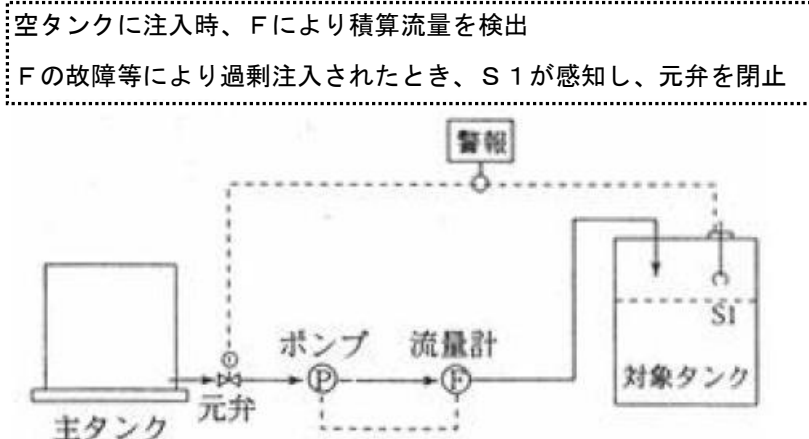 空タンクに注入時、Ｆにより積算流量を検出
Ｆの故障等により過剰注入されたとき、Ｓ１が感知し、元弁を閉止
警報
S1
ポンプ
流量計
P
F
対象タンク
元弁
主タンク